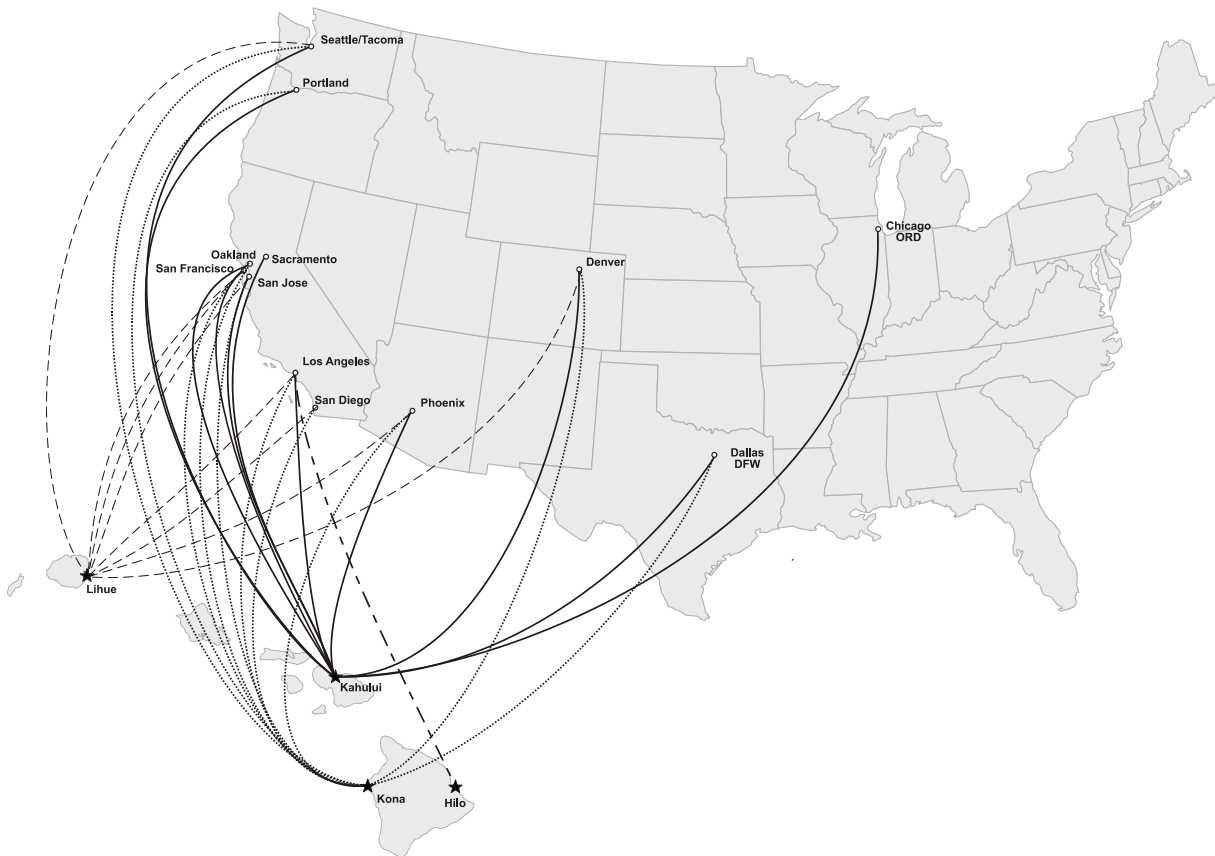 Seattle/Tacoma
Portland
Chicago
ORD
Oakland
Sacramento
San Francisco
Denver
San Jose
Los Angeles
San Diego
Phoenix
Dallas
DFW
Lihue
Kahului
Kona
Hilo